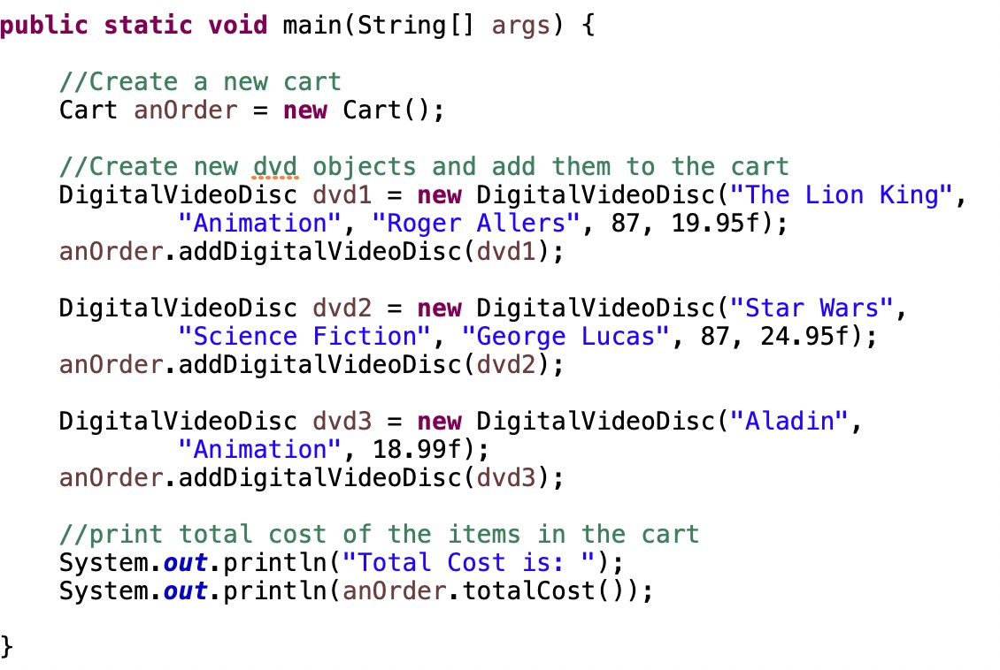 public static void main(String[] args) {
//Create a new cart
Cart anOrder = new Cart();
//Create new dvd objects and add them to the cart
DigitalVideoDisc dvd1 = new DigitalVideoDisc("The Lion King",
"Animation", "Roger Allers", 87, 19.95f);
anOrder.addDigitalVideoDisc(dvd1);
DigitalVideoDisc dvd2 = new DigitalVideoDisc("Star Wars",
"Science Fiction", "George Lucas", 87, 24.95f);
anOrder.addDigitalVideoDisc(dvd2);
DigitalVideoDisc dvd3 = new DigitalVideoDisc("Aladin",
"Animation", 18.99f);
anOrder.addDigitalVideoDisc(dvd3);
//print total cost of the items in the cart
System.out.println("Total Cost is: ");
System.out.println(anOrder.totalCost());
}